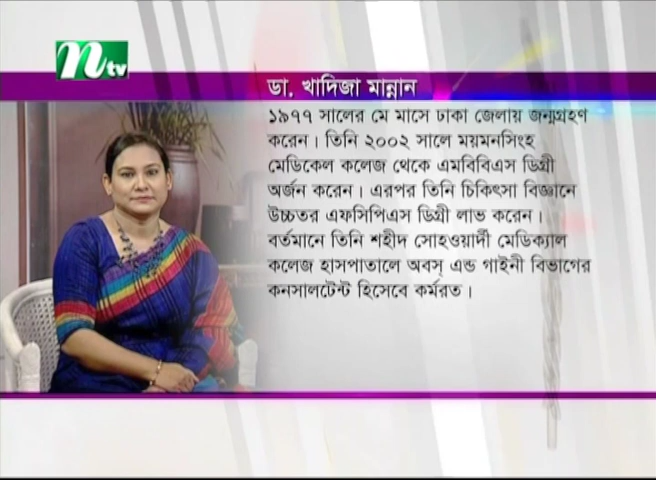 ntv
ডা. খাদিজা মান্নান
১৯৭৭ সালের মে মাসে ঢাকা জেলায় জন্মগ্রহণ
করেন। তিনি ২০০২ সালে ময়মনসিংহ
মেডিকেল কলেজ থেকে এমবিবিএস ডিগ্রী
অর্জন করেন। এরপর তিনি চিকিৎসা বিজ্ঞানে
উচ্চতর এফসিপিএস ডিগ্রী লাভ করেন।
বর্তমানে তিনি শহীদ সোহওয়ার্দী মেডিক্যাল
কলেজ হাসপাতালে অবস্ এন্ড গাইনী বিভাগের
কনসালটেন্ট হিসেবে কর্মরত।